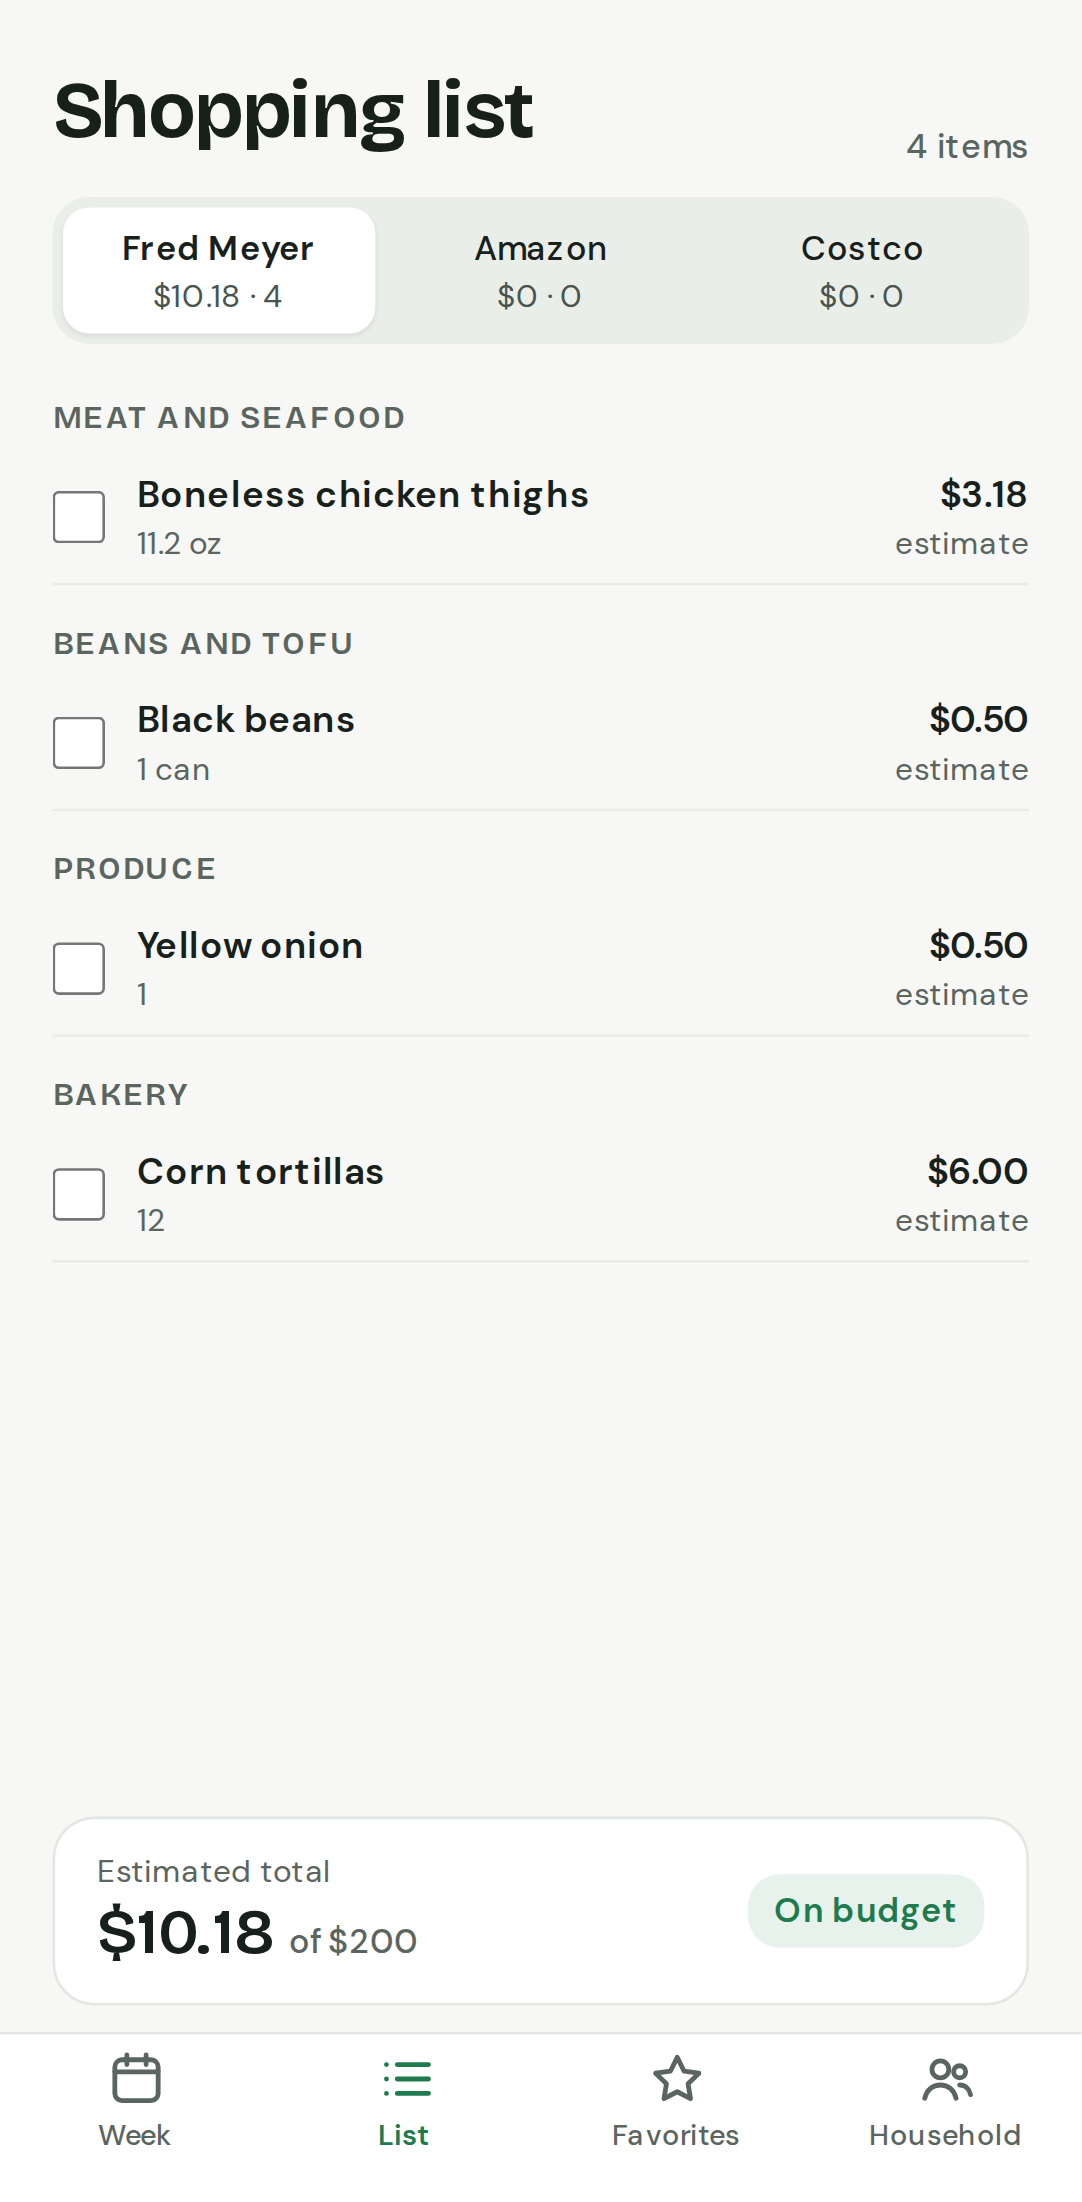 Shopping list
4 items
Fred Meyer
$10.18 · 4
Amazon
$0 · 0
Costco
$0 · 0
MEAT AND SEAFOOD
Boneless chicken thighs
$3.18
11.2 oz
estimate
BEANS AND TOFU
Black beans
$0.50
1 can
estimate
PRODUCE
Yellow onion
$0.50
1
estimate
BAKERY
Corn tortillas
$6.00
12
estimate
Estimated total
$10.18 of $200
On budget
Week
List
Favorites
Household